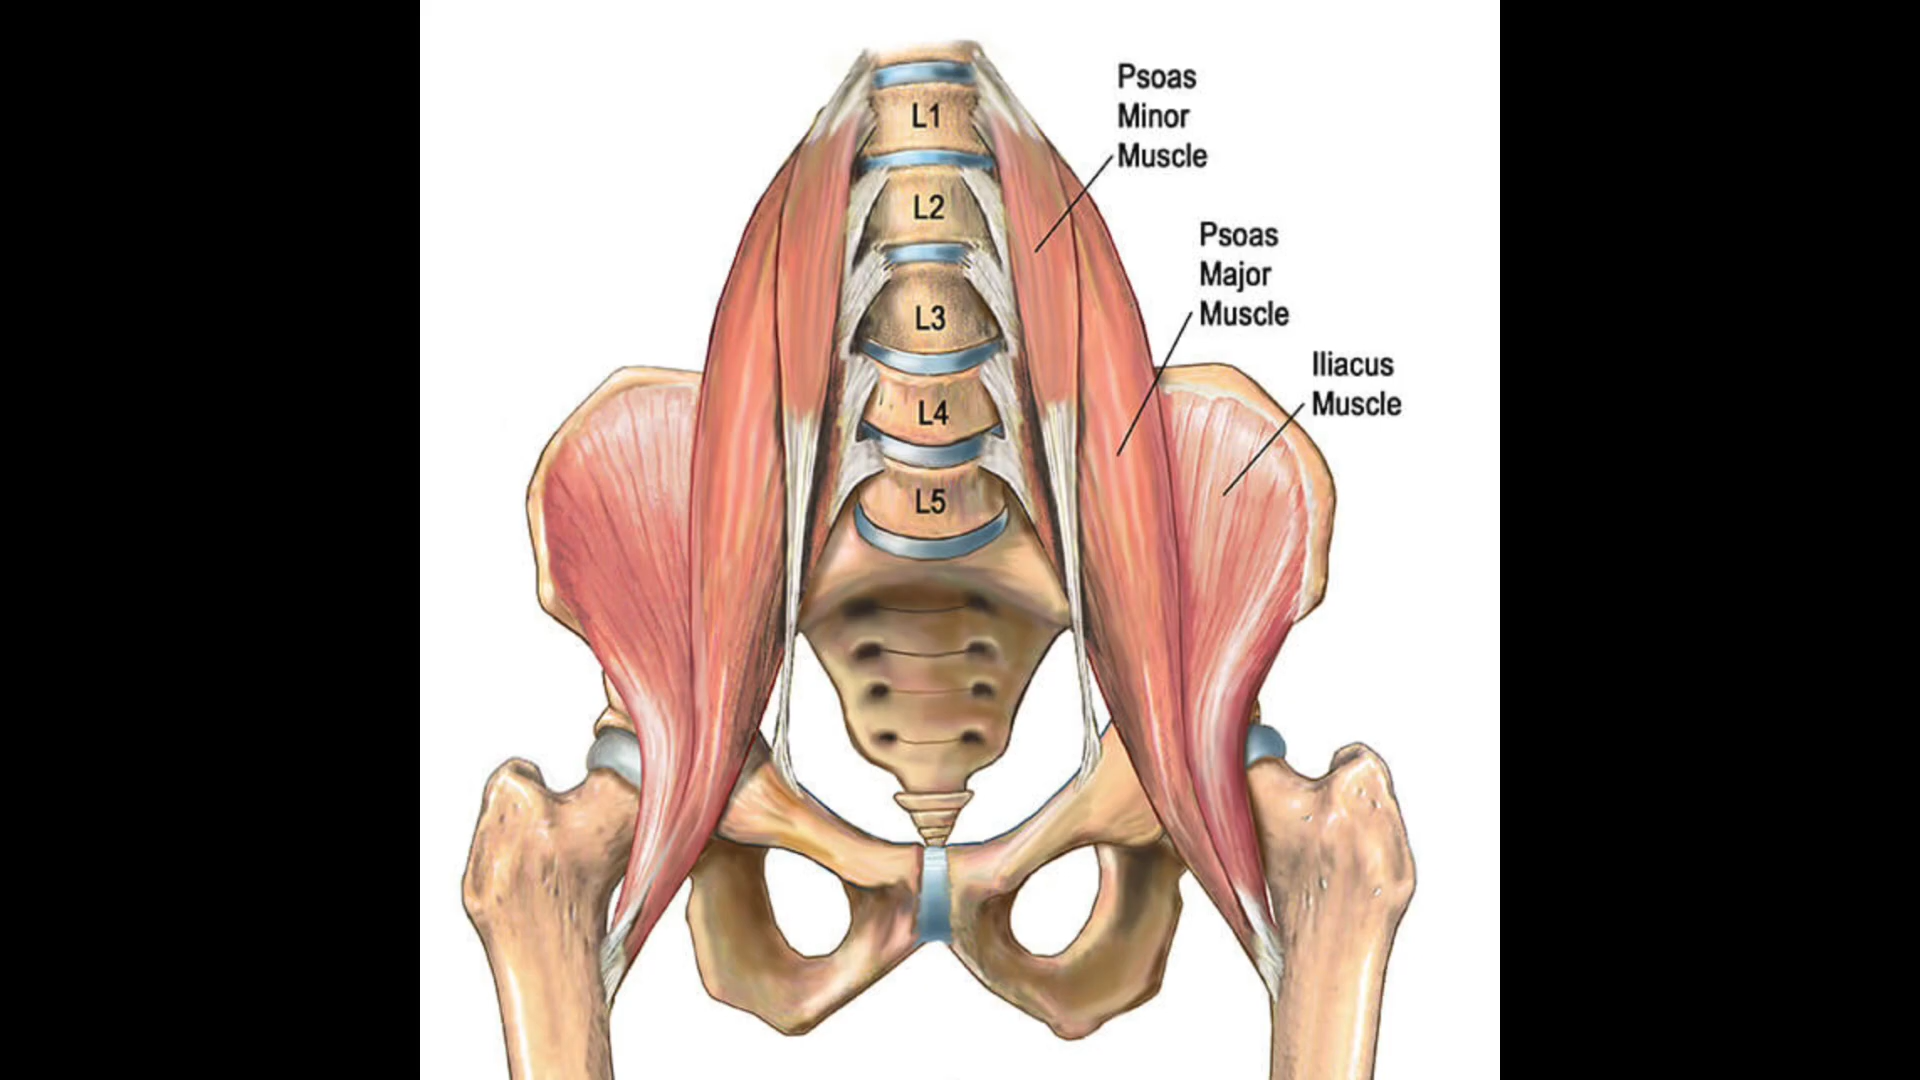 L1
L2
L3
L4
L5
Psoas
Minor
Muscle
Psoas
Major
Muscle
Iliacus
Muscle